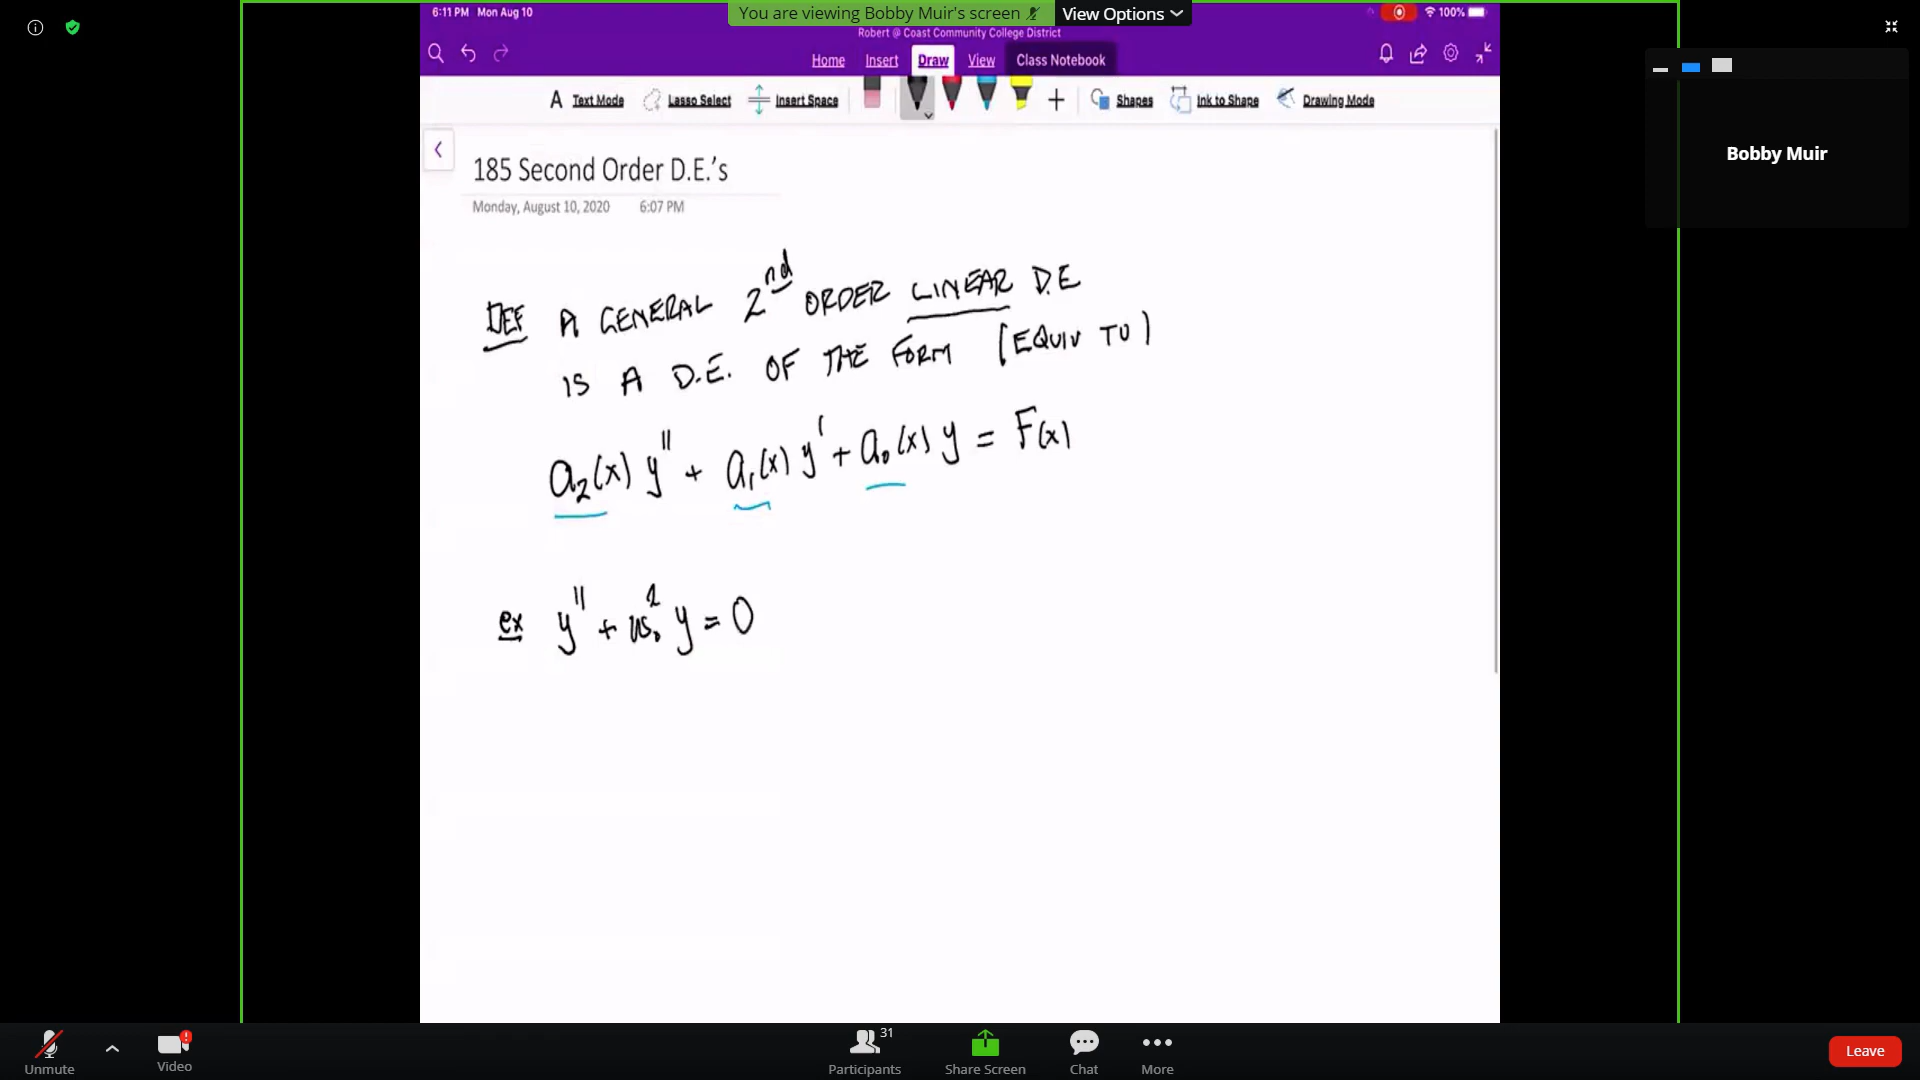 6:11 PM Mon Aug 10
You are viewing Bobby Muir's screen View Options
100%
Robert @ Coast Community College District
Home Insert Draw View Class Notebook
Text Mode Lasso Select Insert Space Shapes Ink to Shape Drawing Mode
Bobby Muir
185 Second Order D.E.'s
Monday, August 10, 2020 6:07 PM
DEF A GENERAL 2nd ORDER LINEAR D.E
IS A D.E. OF THE FORM (EQUIV TO)
a₂(x) y'' + a₁(x) y' + a₀(x) y = F(x)
ex y'' + ω₀² y = 0
31
Unmute Video Participants Share Screen Chat More Leave